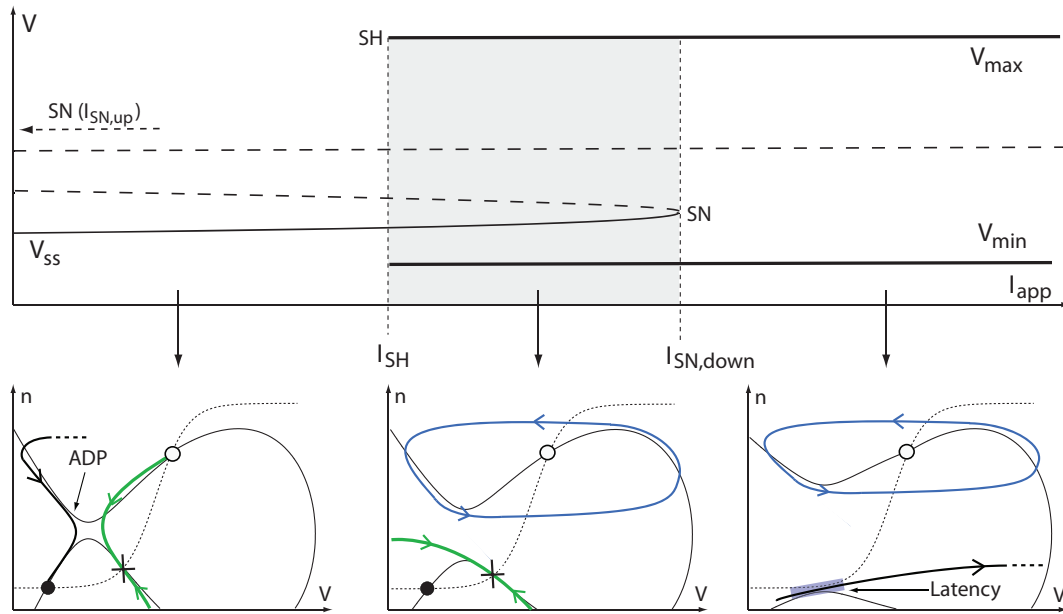 V
SH
V_max
SN (I_SN,up)
SN
V_ss
V_min
I_app
I_SH
I_SN,down
n
ADP
V
n
V
n
Latency
V